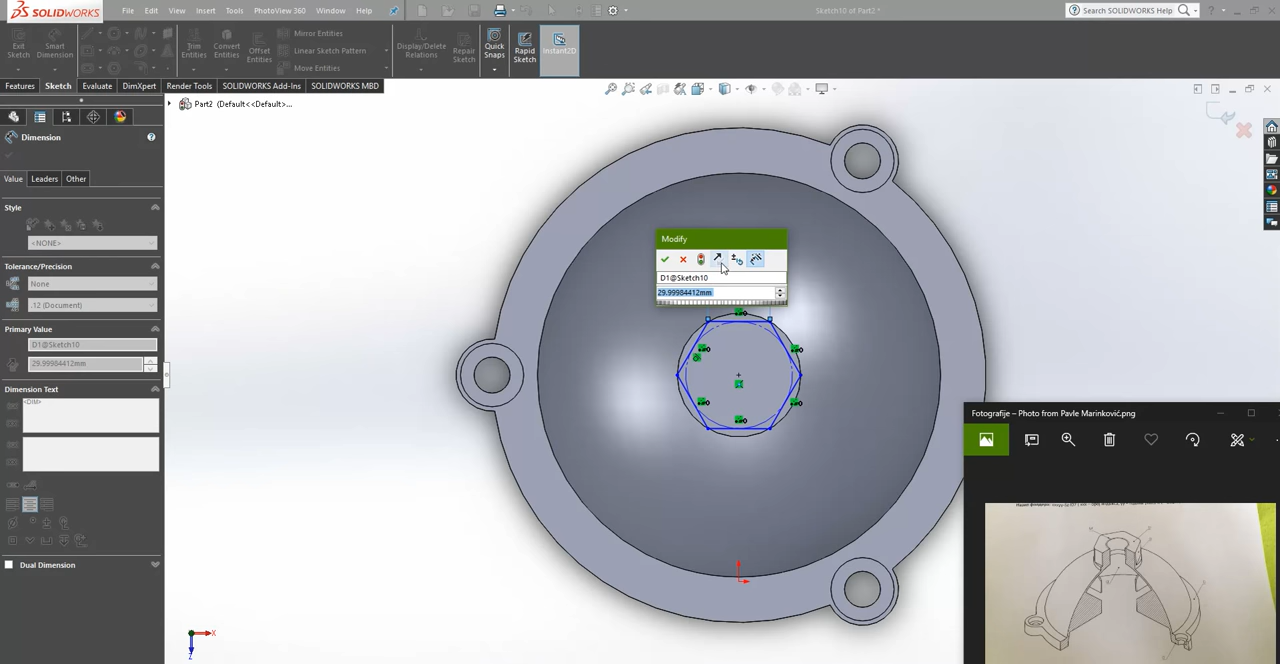 SOLIDWORKS
File
Edit
View
Insert
Tools
PhotoView 360
Window
Help
Sketch10 of Part2 *
Search SOLIDWORKS Help
Exit Sketch
Smart Dimension
Trim Entities
Convert Entities
Offset Entities
Mirror Entities
Linear Sketch Pattern
Move Entities
Display/Delete Relations
Repair Sketch
Quick Snaps
Rapid Sketch
Instant2D
Features
Sketch
Evaluate
DimXpert
Render Tools
SOLIDWORKS Add-Ins
SOLIDWORKS MBD
Part2 (Default<<Default>...
Dimension
Value
Leaders
Other
Style
<NONE>
Tolerance/Precision
None
.12 (Document)
Primary Value
D1@Sketch10
29.99984412mm
Dimension Text
<DIM>
Dual Dimension
Modify
D1@Sketch10
29.99984412mm
X
Z
Fotografije – Photo from Pavle Marinković.png